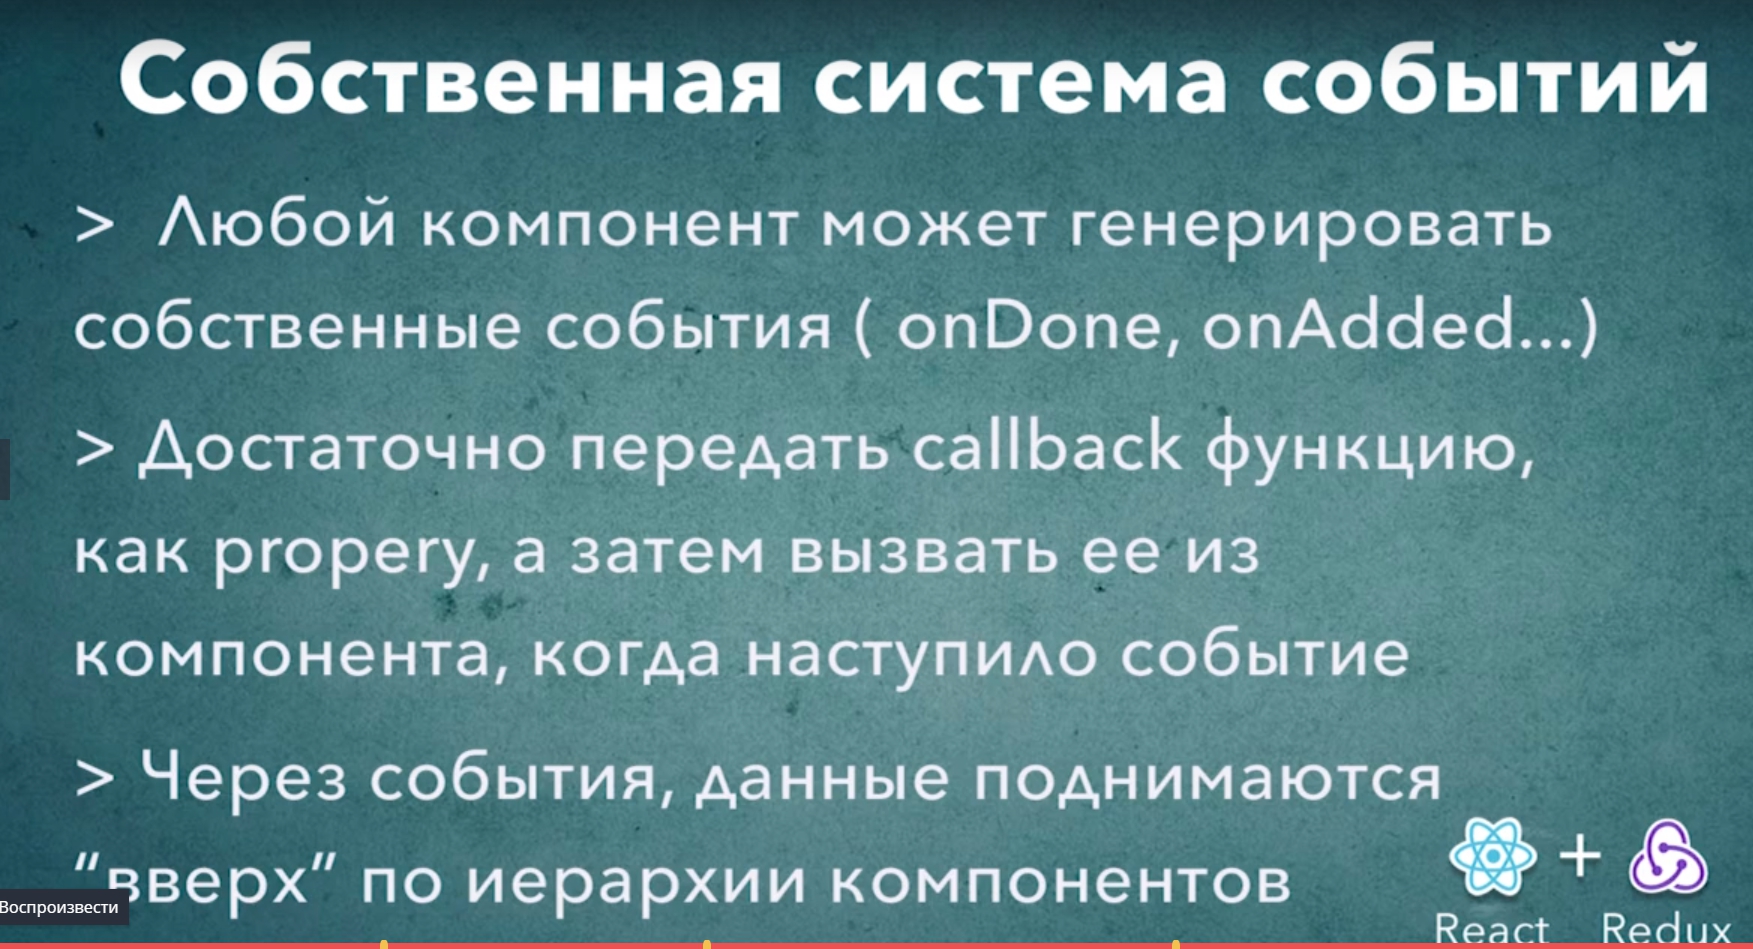 Собственная система событий
> Любой компонент может генерировать
собственные события ( onDone, onAdded...)
> Достаточно передать callback функцию,
как propery, а затем вызвать ее из
компонента, когда наступило событие
> Через события, данные поднимаются
“вверх” по иерархии компонентов
Воспроизвести
+
React Redux